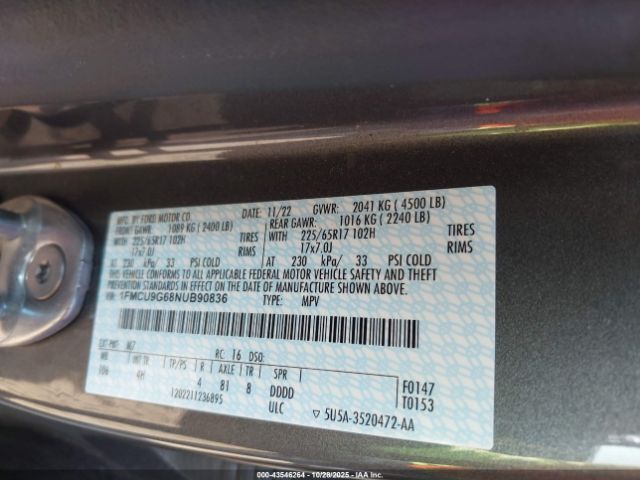 MFD. BY FORD MOTOR CO.
DATE: 11/22 GVWR: 2041 KG ( 4500 LB)
FRONT GAWR: 1089 KG ( 2400 LB)
REAR GAWR: 1016 KG ( 2240 LB)
WITH 225/65R17 102H TIRES
WITH 225/65R17 102H TIRES
17x7.0J RIMS
17x7.0J RIMS
AT 230 kPa/ 33 PSI COLD
AT 230 kPa/ 33 PSI COLD
THIS VEHICLE CONFORMS TO ALL APPLICABLE FEDERAL MOTOR VEHICLE SAFETY AND THEFT
PREVENTION STANDARDS IN EFFECT ON THE DATE OF MANUFACTURE SHOWN ABOVE.
VIN: 1FMCU9G68NUB90836 TYPE: MPV
EXT PNT: M7 RC: 16 DSO:
WB INT TR TP/PS R AXLE TR SPR
106 4H 4 81 8 DDDD
1202211236895 ULC
F0147
T0153
▽ 5U5A-3520472-AA
000-43546264 | 10/28/2025 | IAAI.com